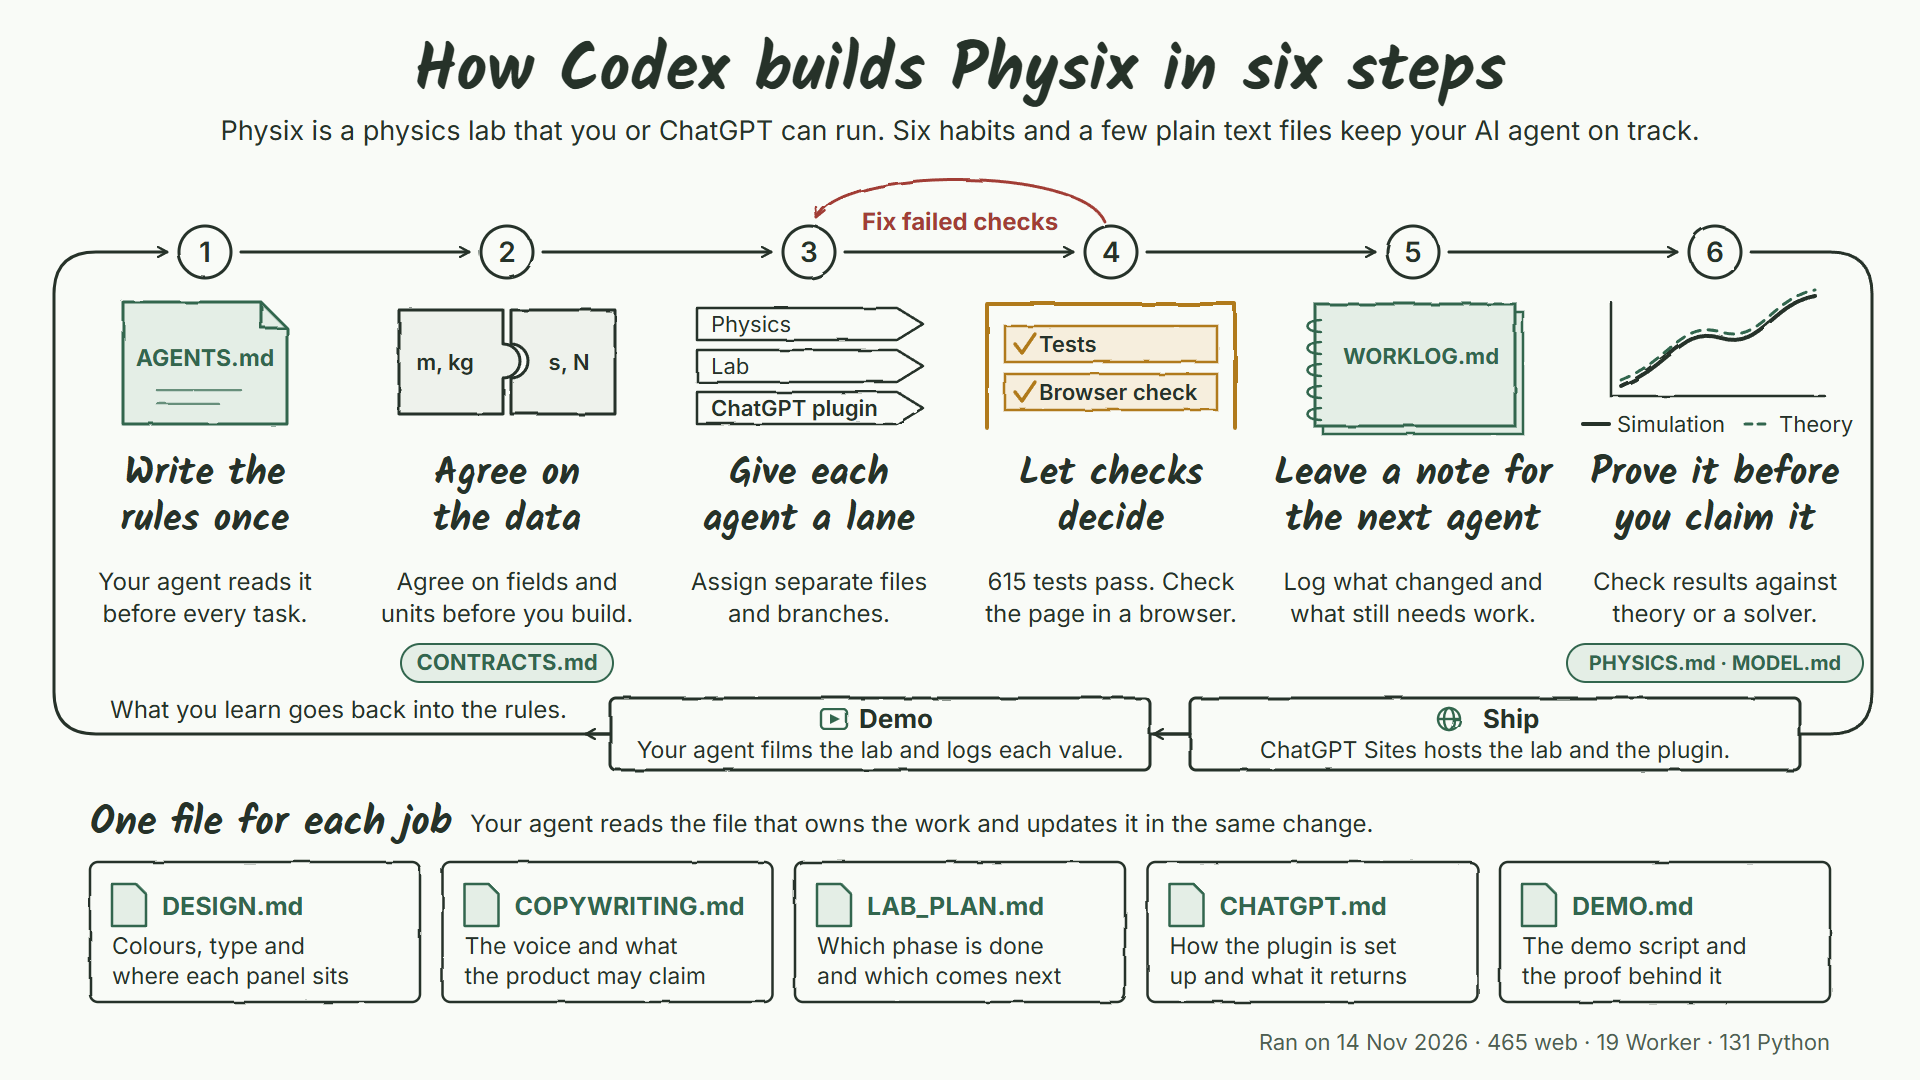 How Codex builds Physix in six steps
Physix is a physics lab that you or ChatGPT can run. Six habits and a few plain text files keep your AI agent on track.
Fix failed checks
1
2
3
4
5
6
AGENTS.md
m, kg
s, N
Physics
Lab
ChatGPT plugin
Tests
Browser check
WORKLOG.md
Simulation
Theory
Write the
rules once
Your agent reads it
before every task.
Agree on
the data
Agree on fields and
units before you build.
CONTRACTS.md
Give each
agent a lane
Assign separate files
and branches.
Let checks
decide
615 tests pass. Check
the page in a browser.
Leave a note for
the next agent
Log what changed and
what still needs work.
Prove it before
you claim it
Check results against
theory or a solver.
PHYSICS.md · MODEL.md
What you learn goes back into the rules.
Demo
Your agent films the lab and logs each value.
Ship
ChatGPT Sites hosts the lab and the plugin.
One file for each job
Your agent reads the file that owns the work and updates it in the same change.
DESIGN.md
Colours, type and
where each panel sits
COPYWRITING.md
The voice and what
the product may claim
LAB_PLAN.md
Which phase is done
and which comes next
CHATGPT.md
How the plugin is set
up and what it returns
DEMO.md
The demo script and
the proof behind it
Ran on 14 Nov 2026 · 465 web · 19 Worker · 131 Python